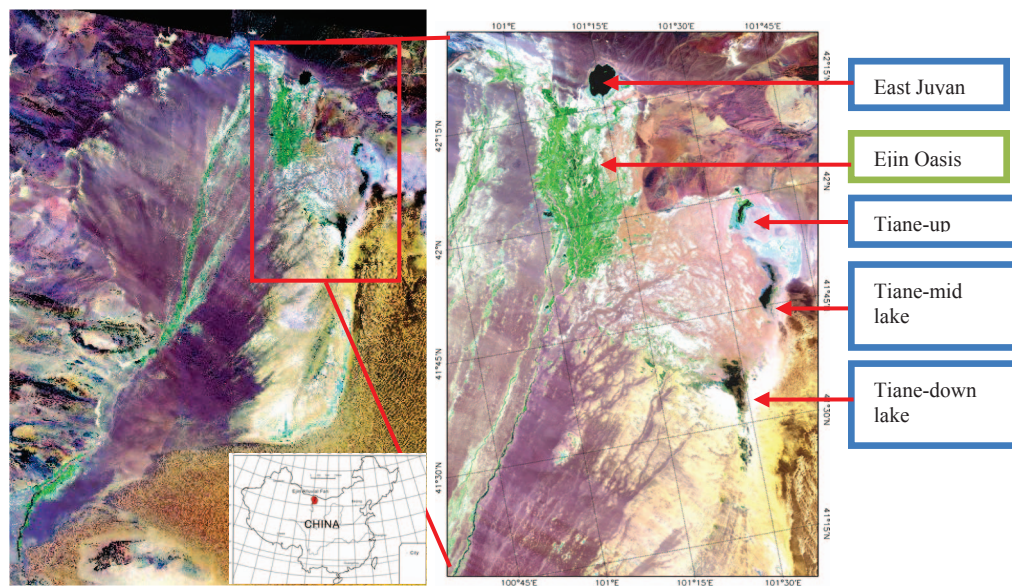 101°E
101°15'E
101°30'E
101°45'E
42°15'N
42°N
41°45'N
41°30'N
41°15'N
42°15'N
42°N
41°45'N
41°30'N
100°45'E
101°E
101°15'E
101°30'E
East Juyan
Ejin Oasis
Tiane-up
Tiane-mid
lake
Tiane-down
lake
CHINA
City